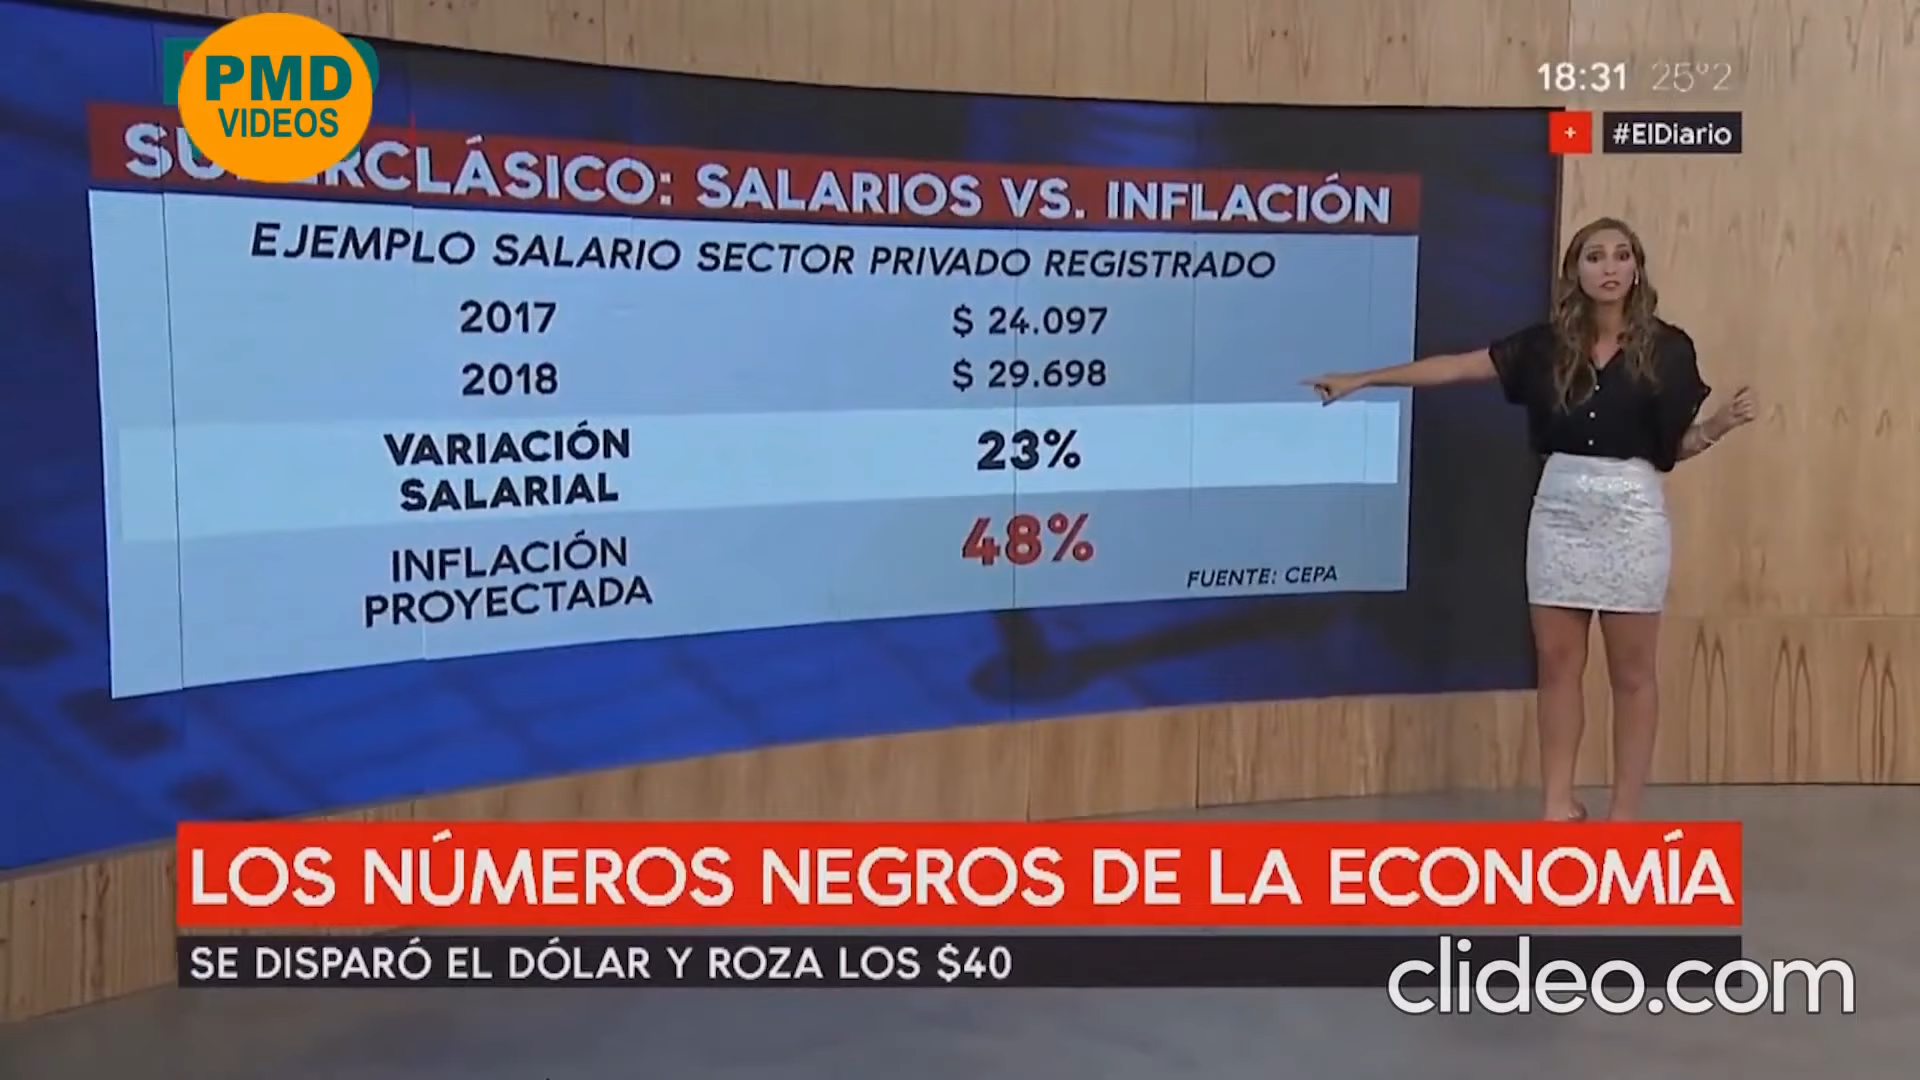 PMD
VIDEOS
18:31 25°2
+ #ElDiario
CLÁSICO: SALARIOS VS. INFLACIÓN
EJEMPLO SALARIO SECTOR PRIVADO REGISTRADO
2017 $ 24.097
2018 $ 29.698
VARIACIÓN
SALARIAL
23%
INFLACIÓN
PROYECTADA
48%
FUENTE: CEPA
LOS NÚMEROS NEGROS DE LA ECONOMÍA
SE DISPARÓ EL DÓLAR Y ROZA LOS $40
clideo.com